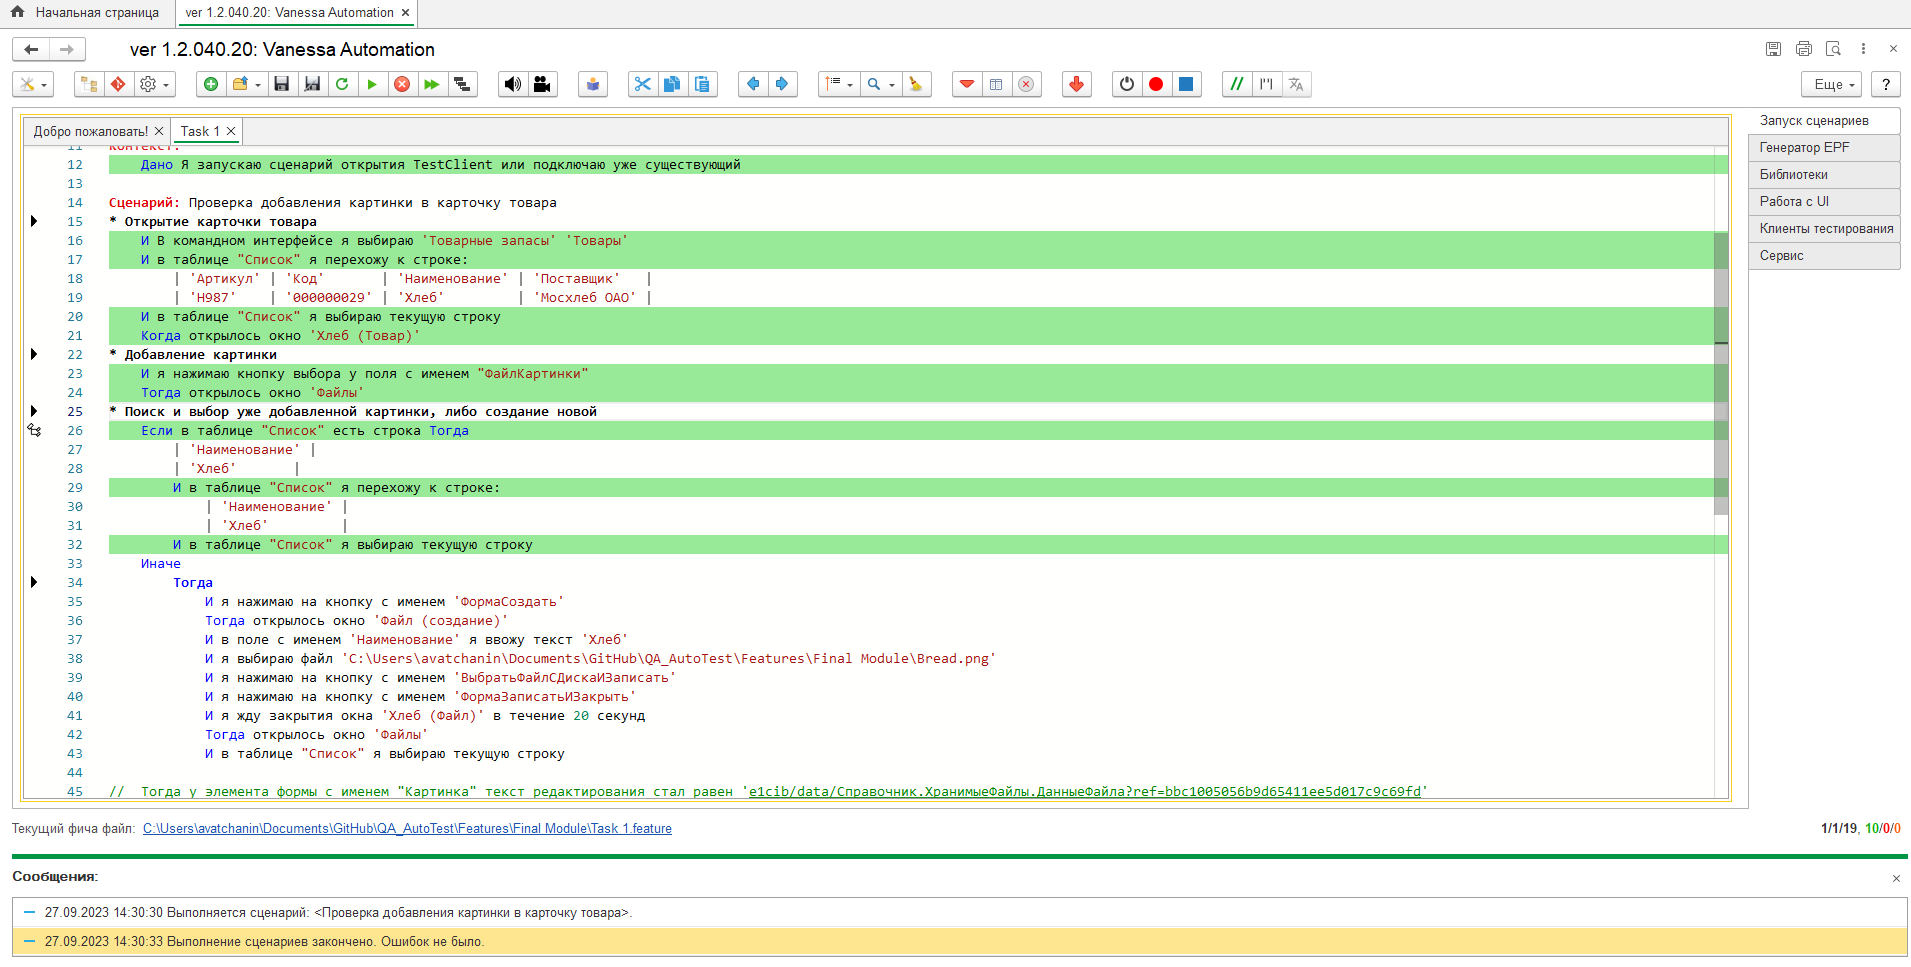 Начальная страница
ver 1.2.040.20: Vanessa Automation ×
ver 1.2.040.20: Vanessa Automation
Еще
?
Добро пожаловать! ×
Task 1 ×
Запуск сценариев
Генератор EPF
Библиотеки
Работа с UI
Клиенты тестирования
Сервис
11 Контекст:
12 Дано Я запускаю сценарий открытия TestClient или подключаю уже существующий
13
14 Сценарий: Проверка добавления картинки в карточку товара
15 * Открытие карточки товара
16 И В командном интерфейсе я выбираю 'Товарные запасы' 'Товары'
17 И в таблице "Список" я перехожу к строке:
18 | 'Артикул' | 'Код' | 'Наименование' | 'Поставщик' |
19 | 'Н987' | '000000029' | 'Хлеб' | 'Мосхлеб ОАО' |
20 И в таблице "Список" я выбираю текущую строку
21 Когда открылось окно 'Хлеб (Товар)'
22 * Добавление картинки
23 И я нажимаю кнопку выбора у поля с именем "ФайлКартинки"
24 Тогда открылось окно 'Файлы'
25 * Поиск и выбор уже добавленной картинки, либо создание новой
26 Если в таблице "Список" есть строка Тогда
27 | 'Наименование' |
28 | 'Хлеб' |
29 И в таблице "Список" я перехожу к строке:
30 | 'Наименование' |
31 | 'Хлеб' |
32 И в таблице "Список" я выбираю текущую строку
33 Иначе
34 Тогда
35 И я нажимаю на кнопку с именем 'ФормаСоздать'
36 Тогда открылось окно 'Файл (создание)'
37 И в поле с именем 'Наименование' я ввожу текст 'Хлеб'
38 И я выбираю файл 'C:\Users\avatchanin\Documents\GitHub\QA_AutoTest\Features\Final Module\Bread.png'
39 И я нажимаю на кнопку с именем 'ВыбратьФайлСДискаИЗаписать'
40 И я нажимаю на кнопку с именем 'ФормаЗаписатьИЗакрыть'
41 И я жду закрытия окна 'Хлеб (Файл)' в течение 20 секунд
42 Тогда открылось окно 'Файлы'
43 И в таблице "Список" я выбираю текущую строку
44
45 // Тогда у элемента формы с именем "Картинка" текст редактирования стал равен 'e1cib/data/Справочник.ХранимыеФайлы.ДанныеФайла?ref=bbc1005056b9d65411ee5d017c9c69fd'
Текущий фича файл: C:\Users\avatchanin\Documents\GitHub\QA_AutoTest\Features\Final Module\Task 1.feature
1/1/19, 10/0/0
Сообщения:
27.09.2023 14:30:30 Выполняется сценарий: <Проверка добавления картинки в карточку товара>.
27.09.2023 14:30:33 Выполнение сценариев закончено. Ошибок не было.